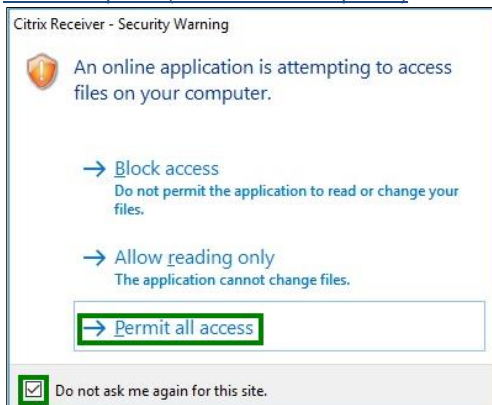 Citrix Receiver - Security Warning
An online application is attempting to access
files on your computer.
Block access
Do not permit the application to read or change your
files.
Allow reading only
The application cannot change files.
Permit all access
Do not ask me again for this site.